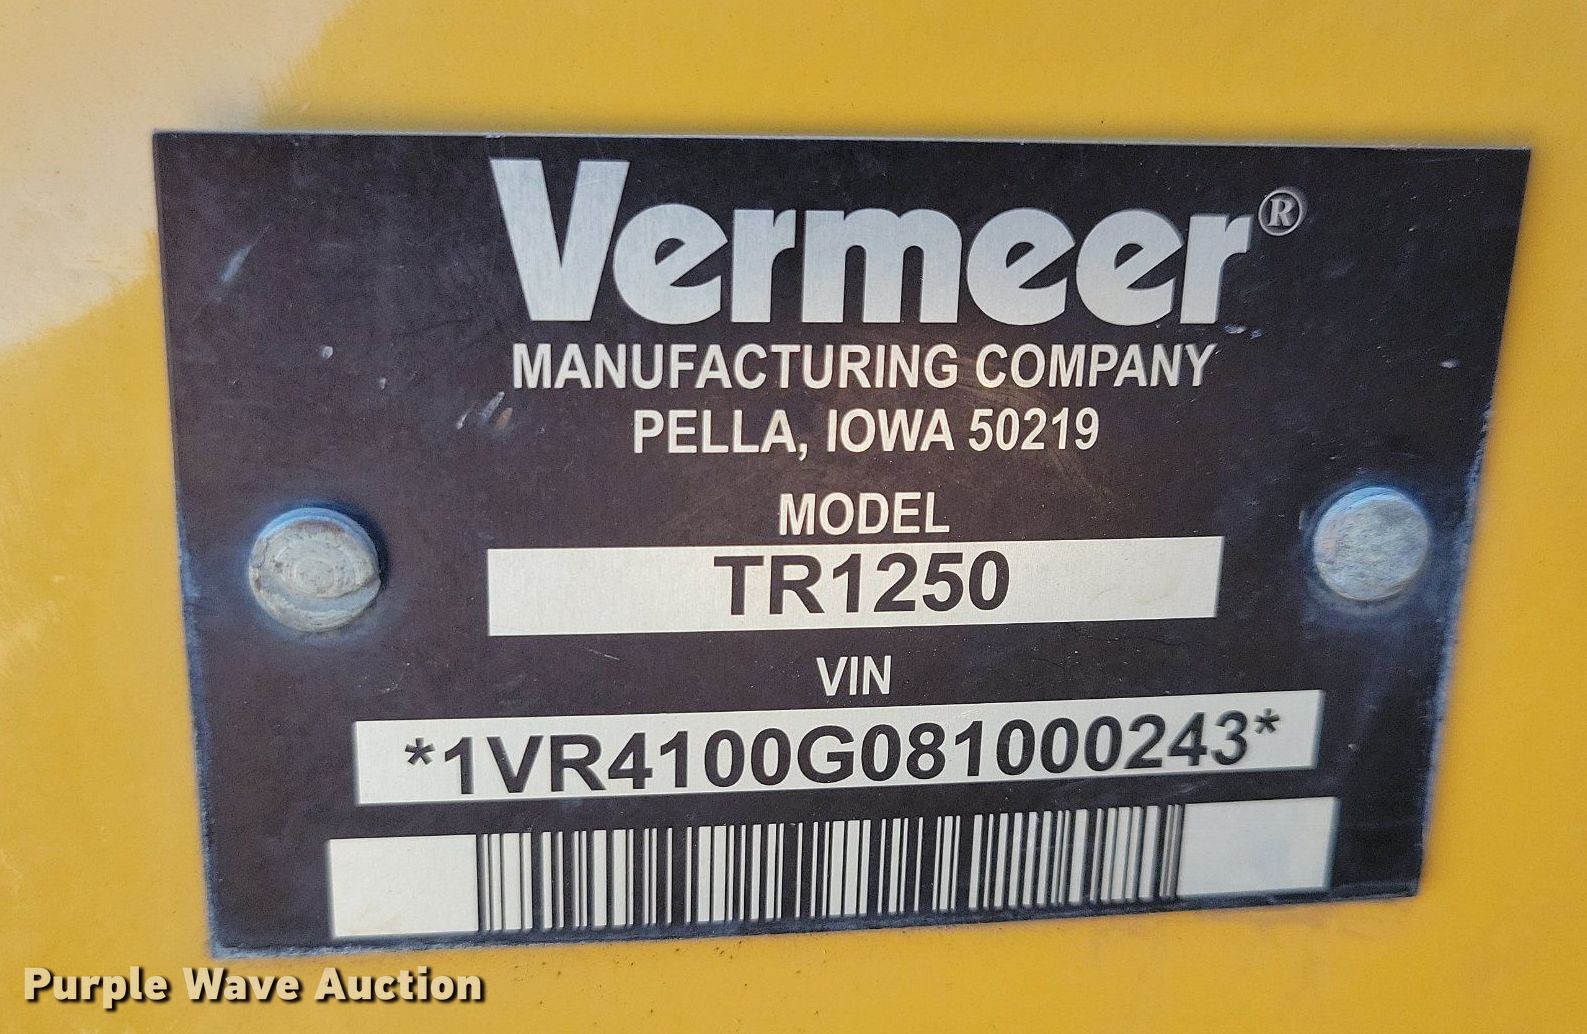 Vermeer®
MANUFACTURING COMPANY
PELLA, IOWA 50219
MODEL
TR1250
VIN
*1VR4100G081000243*
Purple Wave Auction